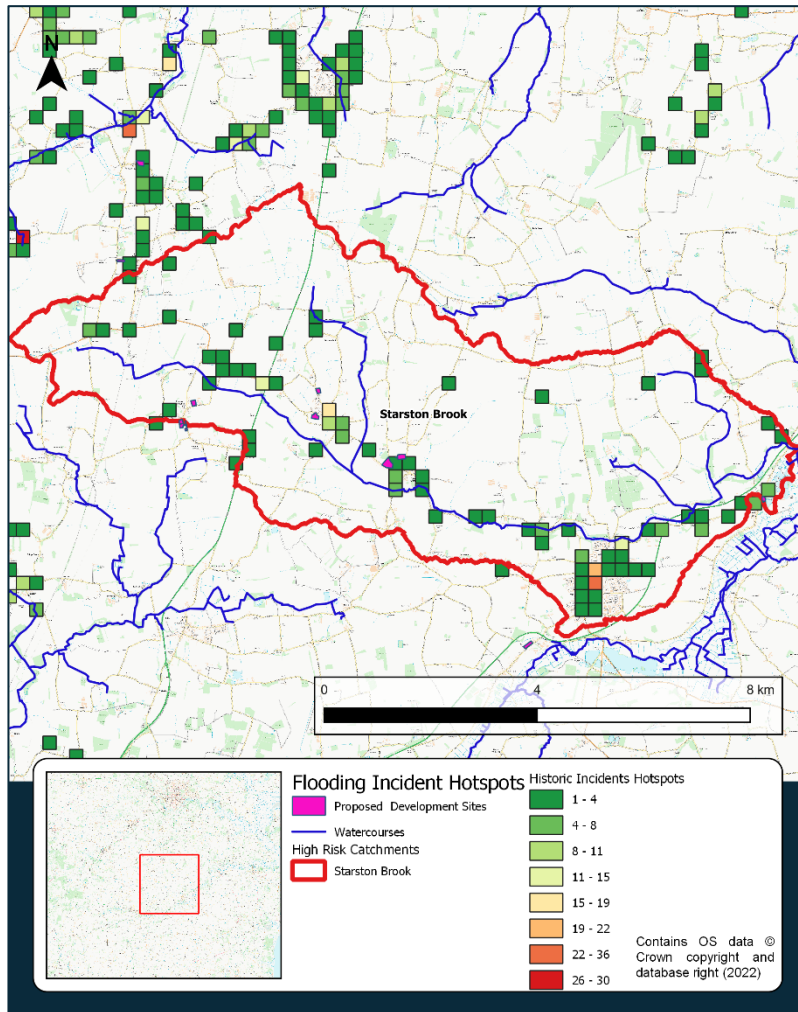 N
Starston Brook
0 4 8 km
Flooding Incident Hotspots
Proposed Development Sites
Watercourses
High Risk Catchments
Starston Brook
Historic Incidents Hotspots
1 - 4
4 - 8
8 - 11
11 - 15
15 - 19
19 - 22
22 - 36
26 - 30
Contains OS data ©
Crown copyright and
database right (2022)